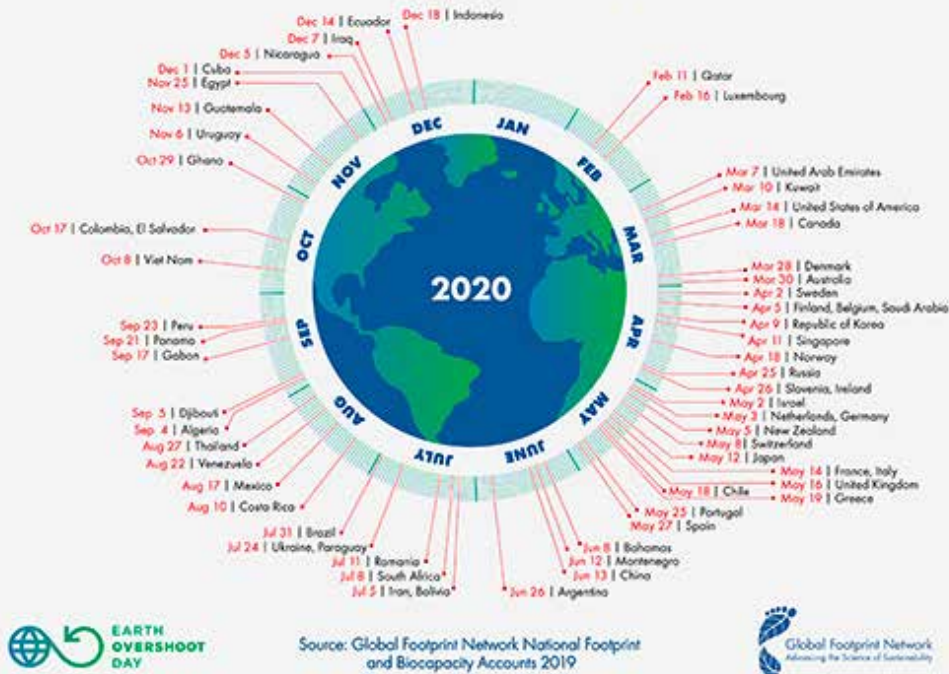 Dec 18 | Indonesia
Dec 14 | Ecuador
Dec 7 | Iraq
Dec 5 | Nicaragua
Dec 1 | Cuba
Nov 25 | Egypt
Nov 13 | Guatemala
Nov 6 | Uruguay
Oct 29 | Ghana
Oct 17 | Colombia, El Salvador
Oct 8 | Viet Nam
Sep 23 | Peru
Sep 21 | Panama
Sep 17 | Gabon
Sep 5 | Djibouti
Sep 4 | Algeria
Aug 27 | Thailand
Aug 22 | Venezuela
Aug 17 | Mexico
Aug 10 | Costa Rica
Jul 31 | Brazil
Jul 24 | Ukraine, Paraguay
Jul 11 | Romania
Jul 8 | South Africa
Jul 5 | Iran, Bolivia
JAN
FEB
MAR
APR
MAY
JUNE
JULY
AUG
SEP
OCT
NOV
DEC
2020
Feb 11 | Qatar
Feb 16 | Luxembourg
Mar 7 | United Arab Emirates
Mar 10 | Kuwait
Mar 14 | United States of America
Mar 18 | Canada
Mar 28 | Denmark
Mar 30 | Australia
Apr 2 | Sweden
Apr 5 | Finland, Belgium, Saudi Arabia
Apr 9 | Republic of Korea
Apr 11 | Singapore
Apr 18 | Norway
Apr 25 | Russia
Apr 26 | Slovenia, Ireland
May 2 | Israel
May 3 | Netherlands, Germany
May 5 | New Zealand
May 8 | Switzerland
May 12 | Japan
May 14 | France, Italy
May 16 | United Kingdom
May 18 | Chile
May 19 | Greece
May 25 | Portugal
May 27 | Spain
Jun 8 | Bahamas
Jun 12 | Montenegro
Jun 13 | China
Jun 26 | Argentina
EARTH
OVERSHOOT
DAY
Source: Global Footprint Network National Footprint
and Biocapacity Accounts 2019
Global Footprint Network
Advancing the Science of Sustainability